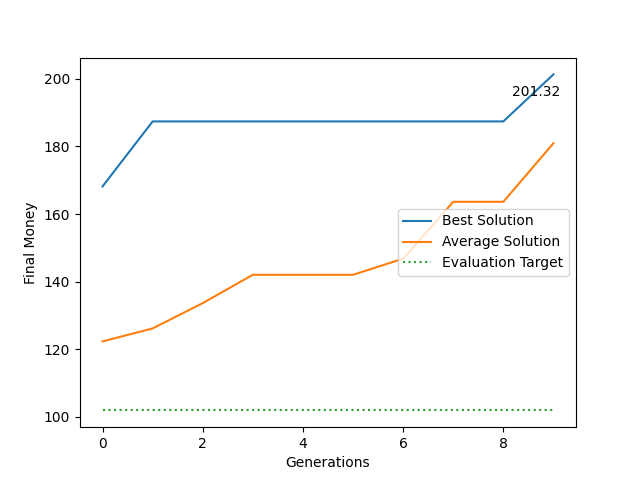 200
180
160
140
120
100
Final Money
201.32
Best Solution
Average Solution
Evaluation Target
0 2 4 6 8
Generations